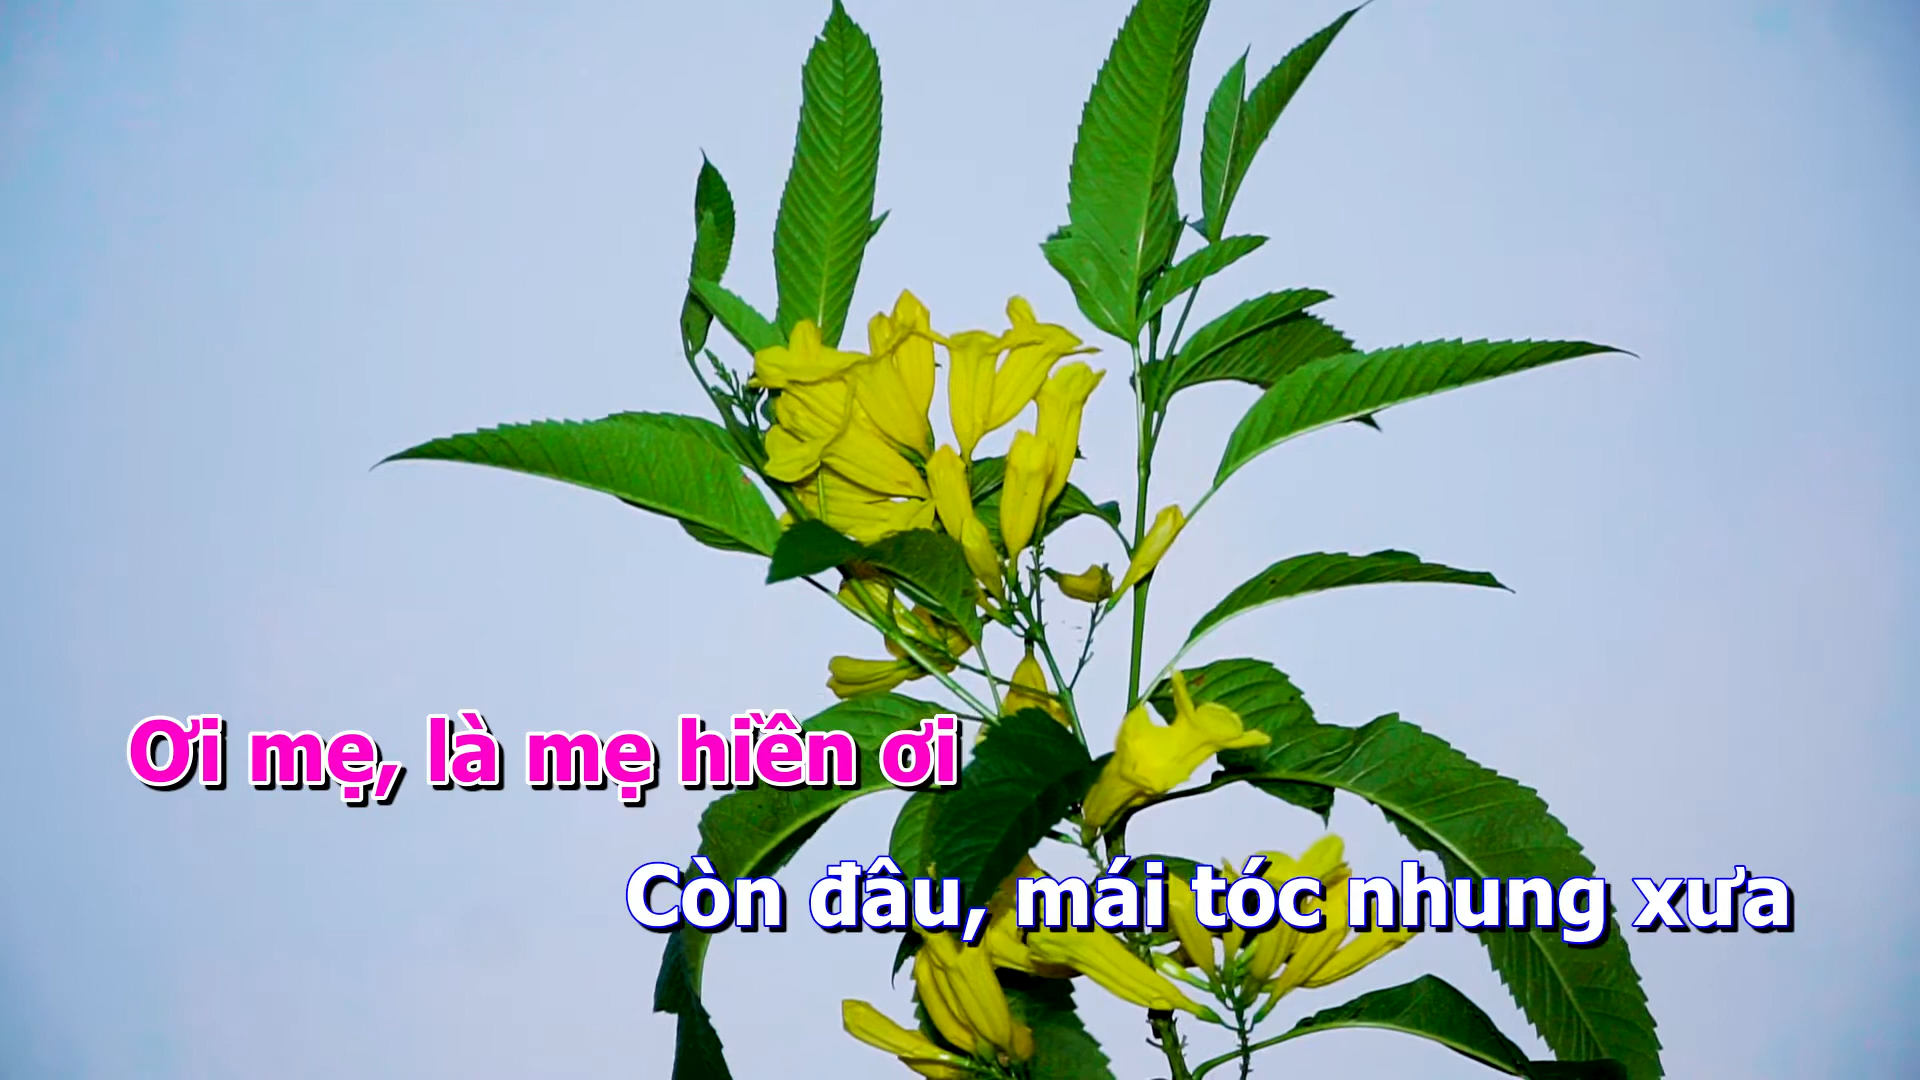 Ơi mẹ, là mẹ hiền ơi
Còn đâu, mái tóc nhung xưa